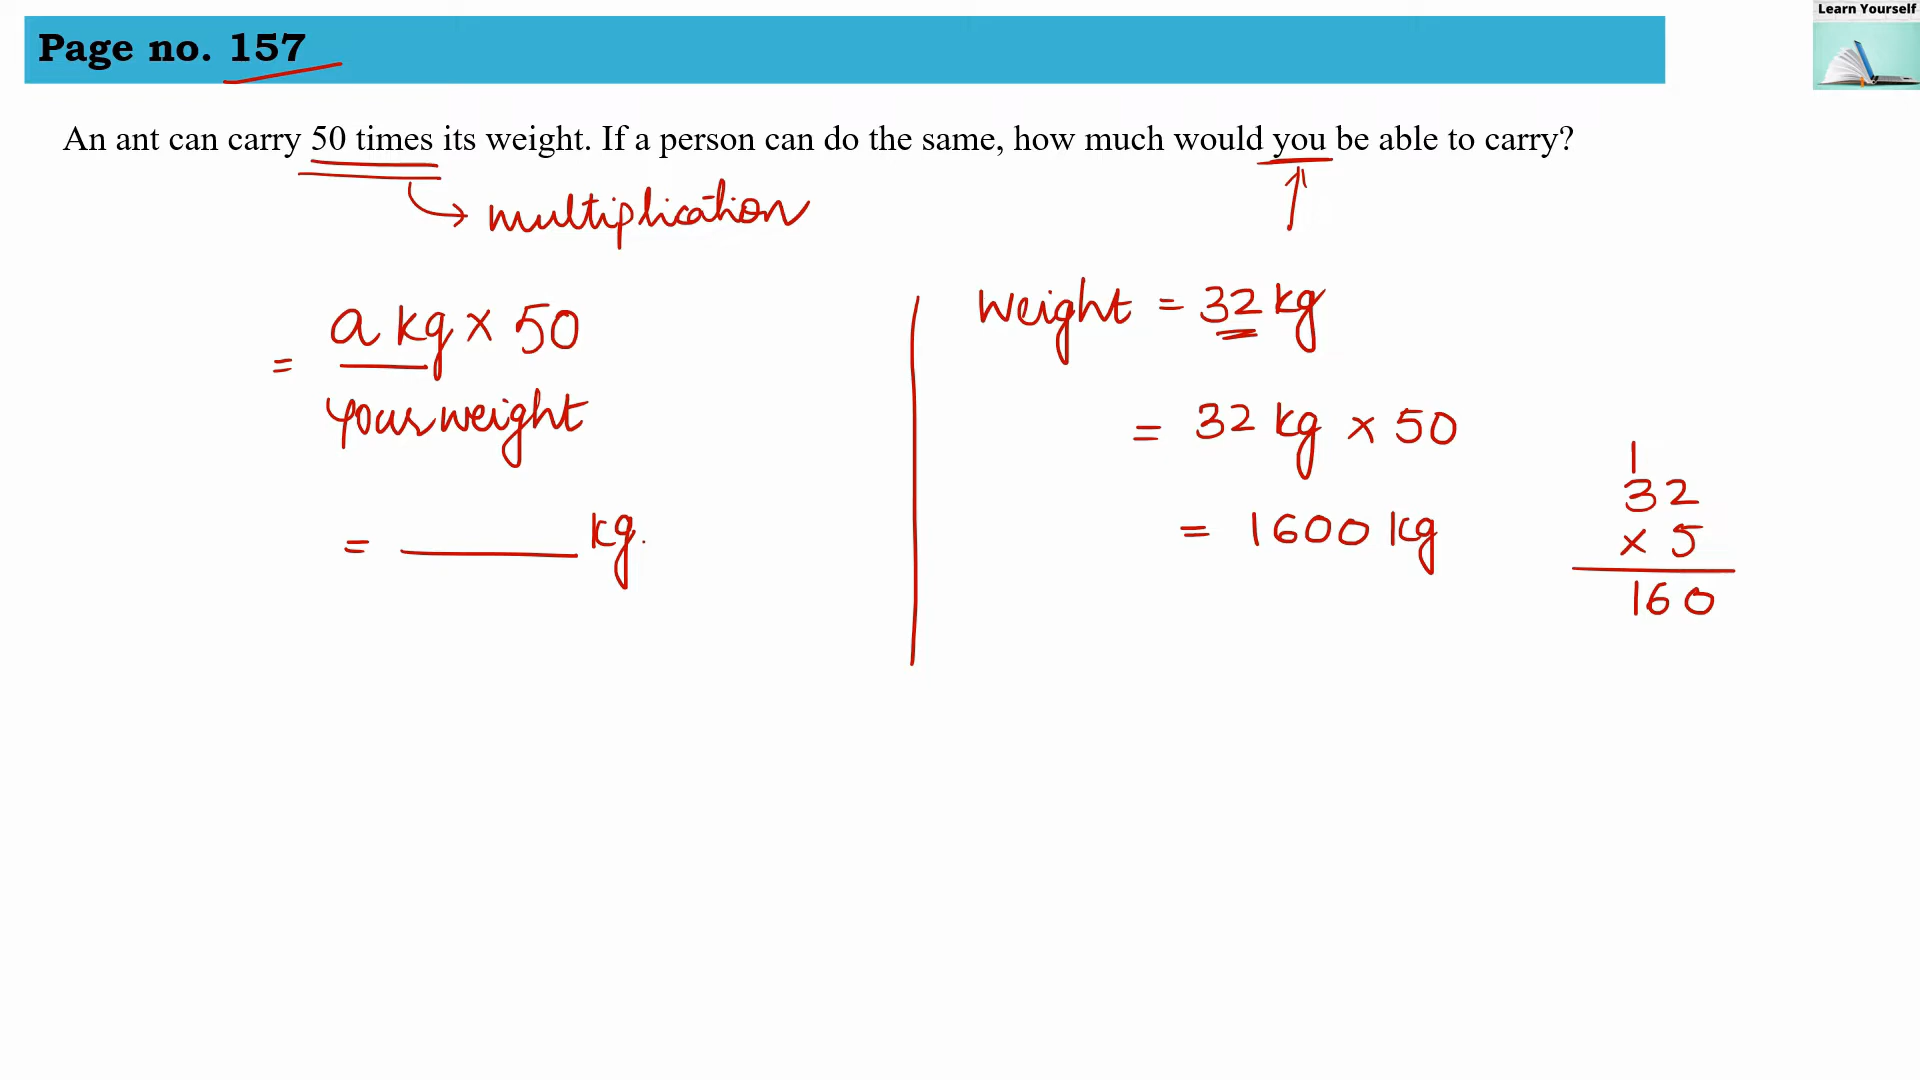 Learn Yourself
Page no. 157
An ant can carry 50 times its weight. If a person can do the same, how much would you be able to carry?
multiplication
= a kg × 50
your weight
= ______ kg.
weight = 32 kg
= 32 kg × 50
= 1600 kg
1
32
× 5
160